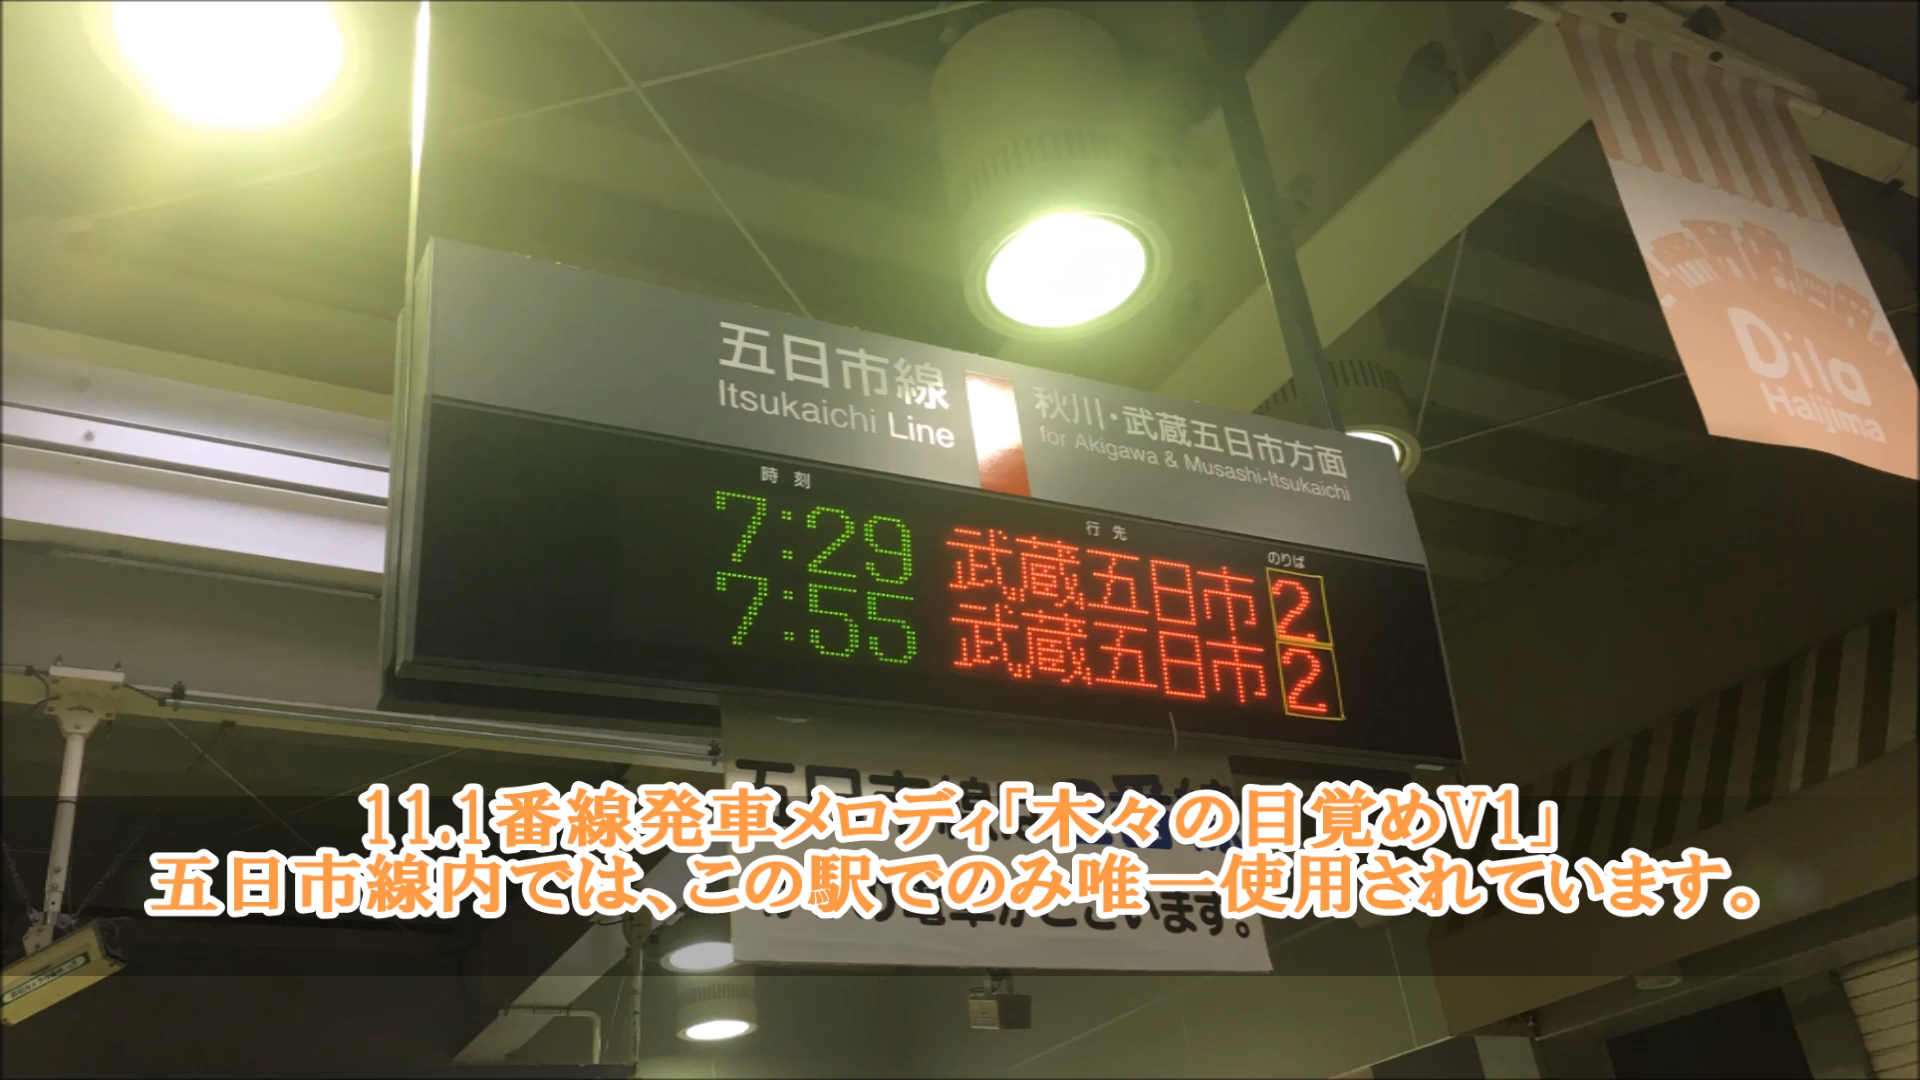 五日市線
Itsukaichi Line
秋川・武蔵五日市方面
for Akigawa & Musashi-Itsukaichi
時刻
行先
のりば
7:29 武蔵五日市 2
7:55 武蔵五日市 2
Dila
Haijima
11.1番線発車メロディ「木々の目覚めV1」
五日市線内では、この駅でのみ唯一使用されています。